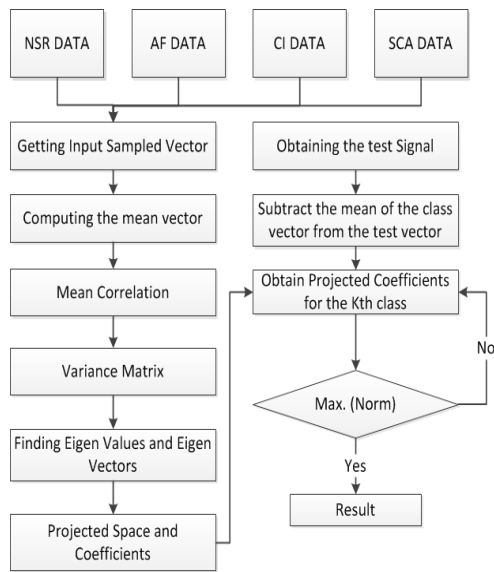 NSR DATA
AF DATA
CI DATA
SCA DATA
Getting Input Sampled Vector
Computing the mean vector
Mean Correlation
Variance Matrix
Finding Eigen Values and Eigen
Vectors
Projected Space and
Coefficients
Obtaining the test Signal
Subtract the mean of the class
vector from the test vector
Obtain Projected Coefficients
for the Kth class
Max. (Norm)
No
Yes
Result